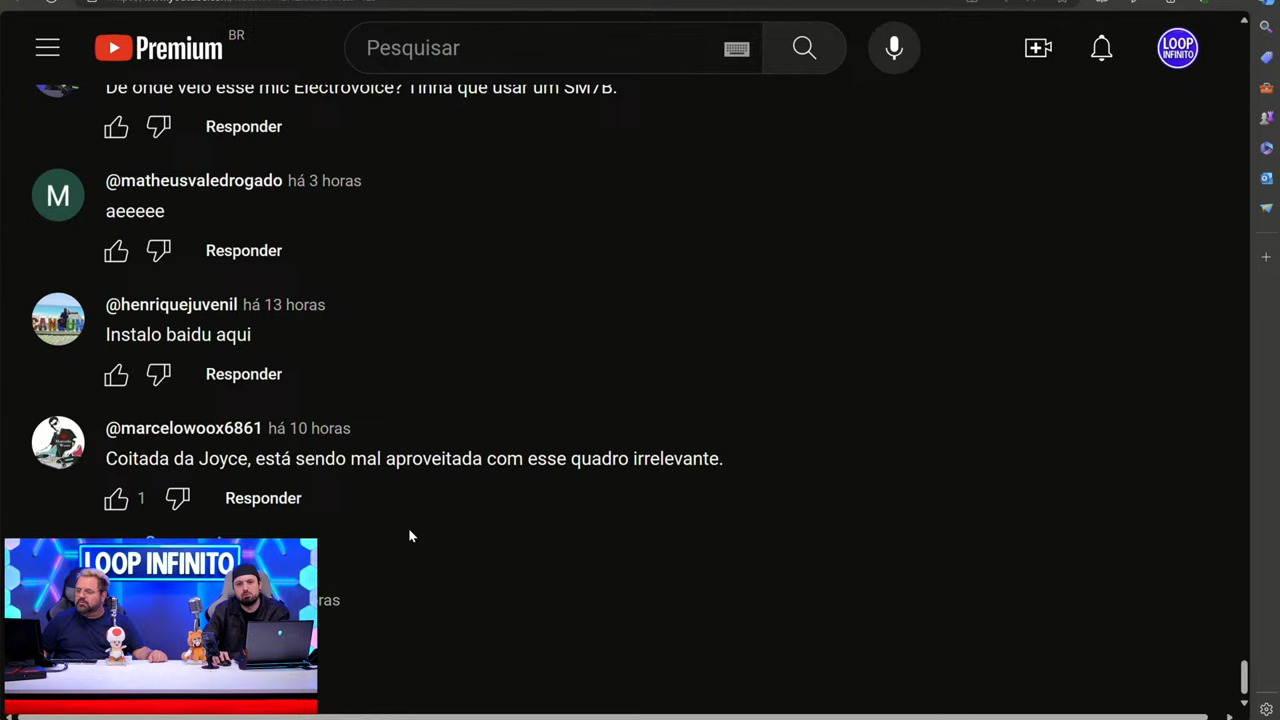 BR
Premium
Pesquisar
LOOP
INFINITO
De onde veio esse mic Electrovoice? Tinha que usar um SM7B.
Responder
M
@matheusvaledrogado há 3 horas
aeeeee
Responder
@henriquejuvenil há 13 horas
Instalo baidu aqui
Responder
CANCUN
@marcelowoox6861 há 10 horas
Coitada da Joyce, está sendo mal aproveitada com esse quadro irrelevante.
1
Responder
LOOP INFINITO
oras